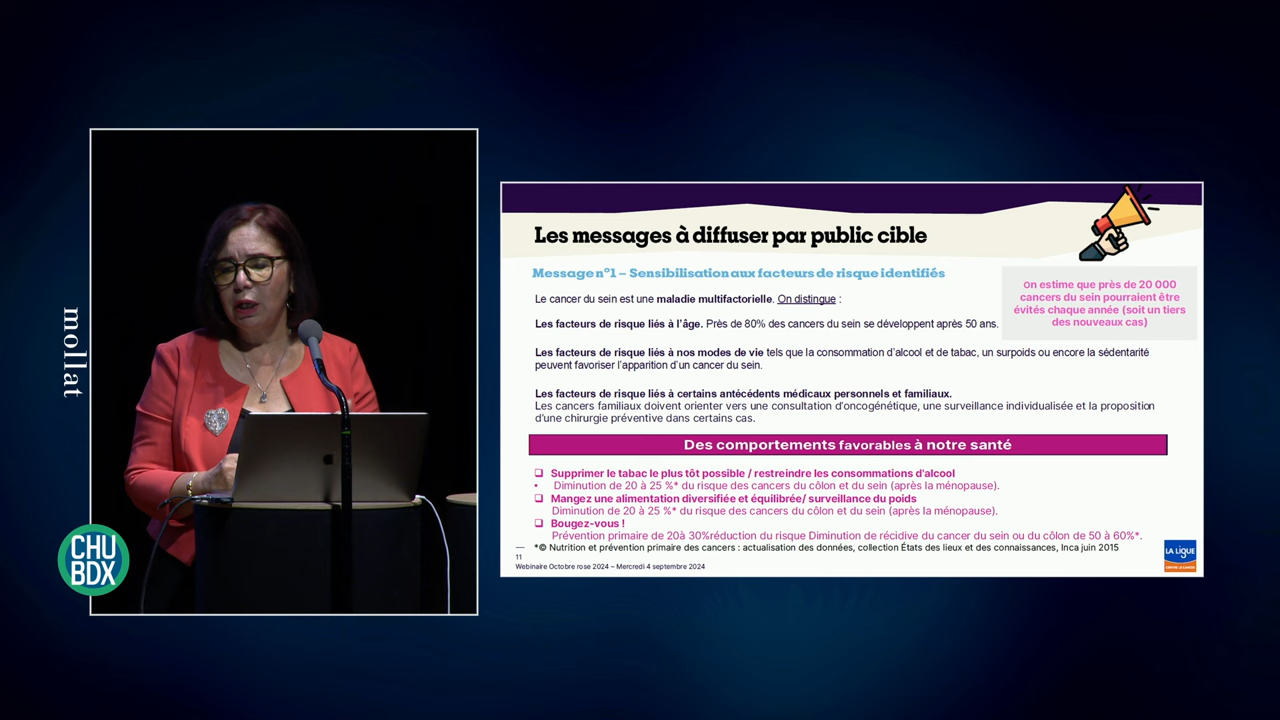 mollat
CHU
BDX
Les messages à diffuser par public cible
Message n°1 – Sensibilisation aux facteurs de risque identifiés
On estime que près de 20 000
cancers du sein pourraient être
évités chaque année (soit un tiers
des nouveaux cas)
Le cancer du sein est une maladie multifactorielle. On distingue :
Les facteurs de risque liés à l'âge. Près de 80% des cancers du sein se développent après 50 ans.
Les facteurs de risque liés à nos modes de vie tels que la consommation d'alcool et de tabac, un surpoids ou encore la sédentarité
peuvent favoriser l'apparition d'un cancer du sein.
Les facteurs de risque liés à certains antécédents médicaux personnels et familiaux.
Les cancers familiaux doivent orienter vers une consultation d'oncogénétique, une surveillance individualisée et la proposition
d'une chirurgie préventive dans certains cas.
Des comportements favorables à notre santé
❑ Supprimer le tabac le plus tôt possible / restreindre les consommations d'alcool
• Diminution de 20 à 25 %* du risque des cancers du côlon et du sein (après la ménopause).
❑ Mangez une alimentation diversifiée et équilibrée/ surveillance du poids
Diminution de 20 à 25 %* du risque des cancers du côlon et du sein (après la ménopause).
❑ Bougez-vous !
Prévention primaire de 20à 30%réduction du risque Diminution de récidive du cancer du sein ou du côlon de 50 à 60%*.
*© Nutrition et prévention primaire des cancers : actualisation des données, collection États des lieux et des connaissances, Inca juin 2015
11
Webinaire Octobre rose 2024 – Mercredi 4 septembre 2024
LA LIGUE
CONTRE LE CANCER